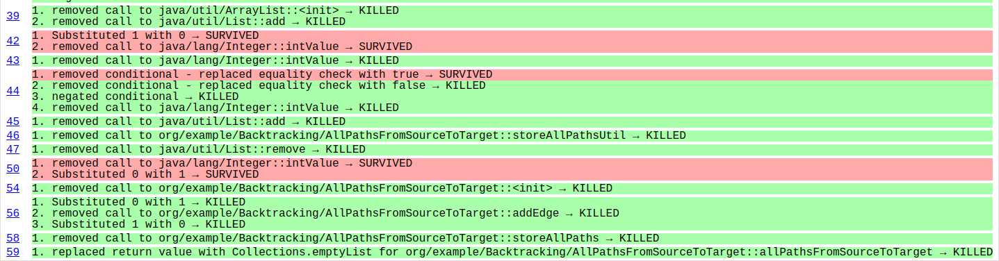 39 1. removed call to java/util/ArrayList::<init> → KILLED
2. removed call to java/util/List::add → KILLED
42 1. Substituted 1 with 0 → SURVIVED
2. removed call to java/lang/Integer::intValue → SURVIVED
43 1. removed call to java/lang/Integer::intValue → KILLED
44 1. removed conditional - replaced equality check with true → SURVIVED
2. removed conditional - replaced equality check with false → KILLED
3. negated conditional → KILLED
4. removed call to java/lang/Integer::intValue → KILLED
45 1. removed call to java/util/List::add → KILLED
46 1. removed call to org/example/Backtracking/AllPathsFromSourceToTarget::storeAllPathsUtil → KILLED
47 1. removed call to java/util/List::remove → KILLED
50 1. removed call to java/lang/Integer::intValue → SURVIVED
2. Substituted 0 with 1 → SURVIVED
54 1. removed call to org/example/Backtracking/AllPathsFromSourceToTarget::<init> → KILLED
56 1. Substituted 0 with 1 → KILLED
2. removed call to org/example/Backtracking/AllPathsFromSourceToTarget::addEdge → KILLED
3. Substituted 1 with 0 → KILLED
58 1. removed call to org/example/Backtracking/AllPathsFromSourceToTarget::storeAllPaths → KILLED
59 1. replaced return value with Collections.emptyList for org/example/Backtracking/AllPathsFromSourceToTarget::allPathsFromSourceToTarget → KILLED